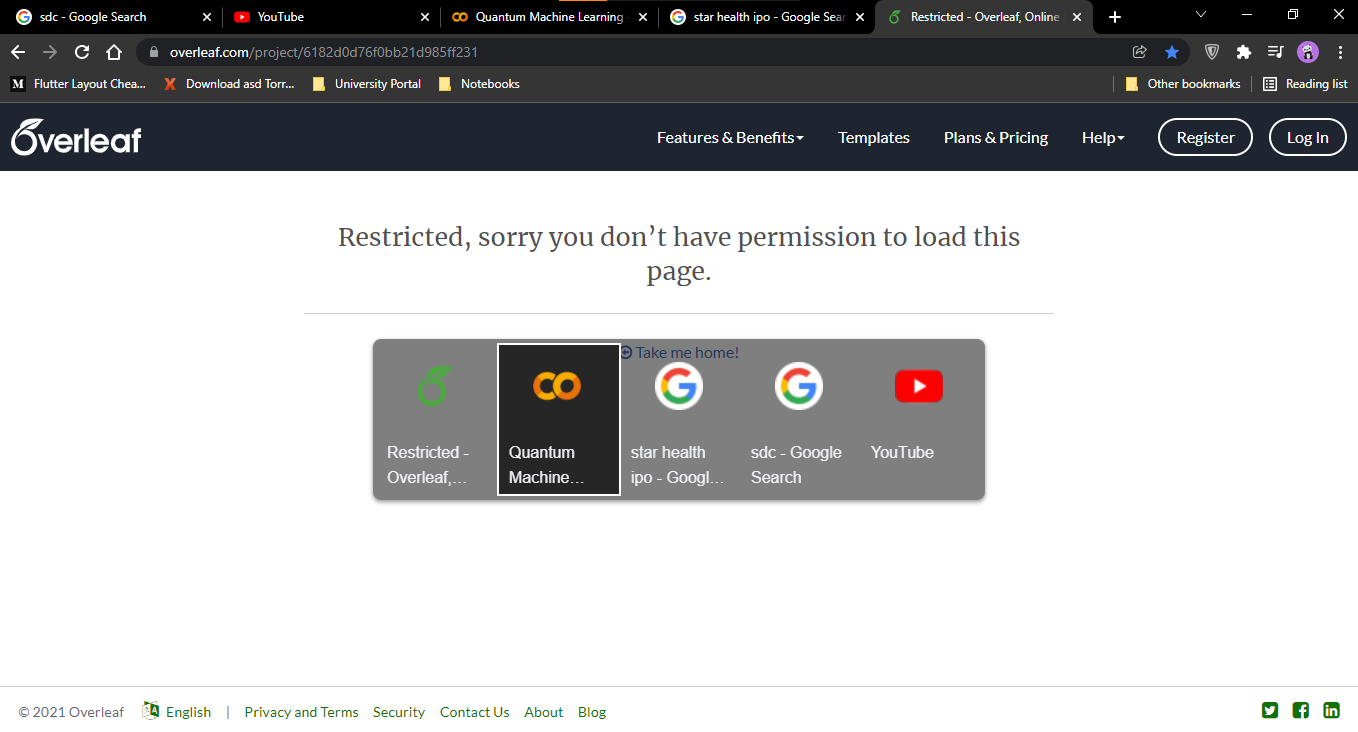 sdc - Google Search
YouTube
Quantum Machine Learning
star health ipo - Google Sear
Restricted - Overleaf, Online
overleaf.com/project/6182d0d76f0bb21d985ff231
Flutter Layout Chea...
Download asd Torr...
University Portal
Notebooks
Other bookmarks
Reading list
Overleaf
Features & Benefits
Templates
Plans & Pricing
Help
Register
Log In
Restricted, sorry you don’t have permission to load this
page.
Take me home!
Restricted -
Overleaf,...
Quantum
Machine...
star health
ipo - Googl...
sdc - Google
Search
YouTube
© 2021 Overleaf
English
|
Privacy and Terms
Security
Contact Us
About
Blog